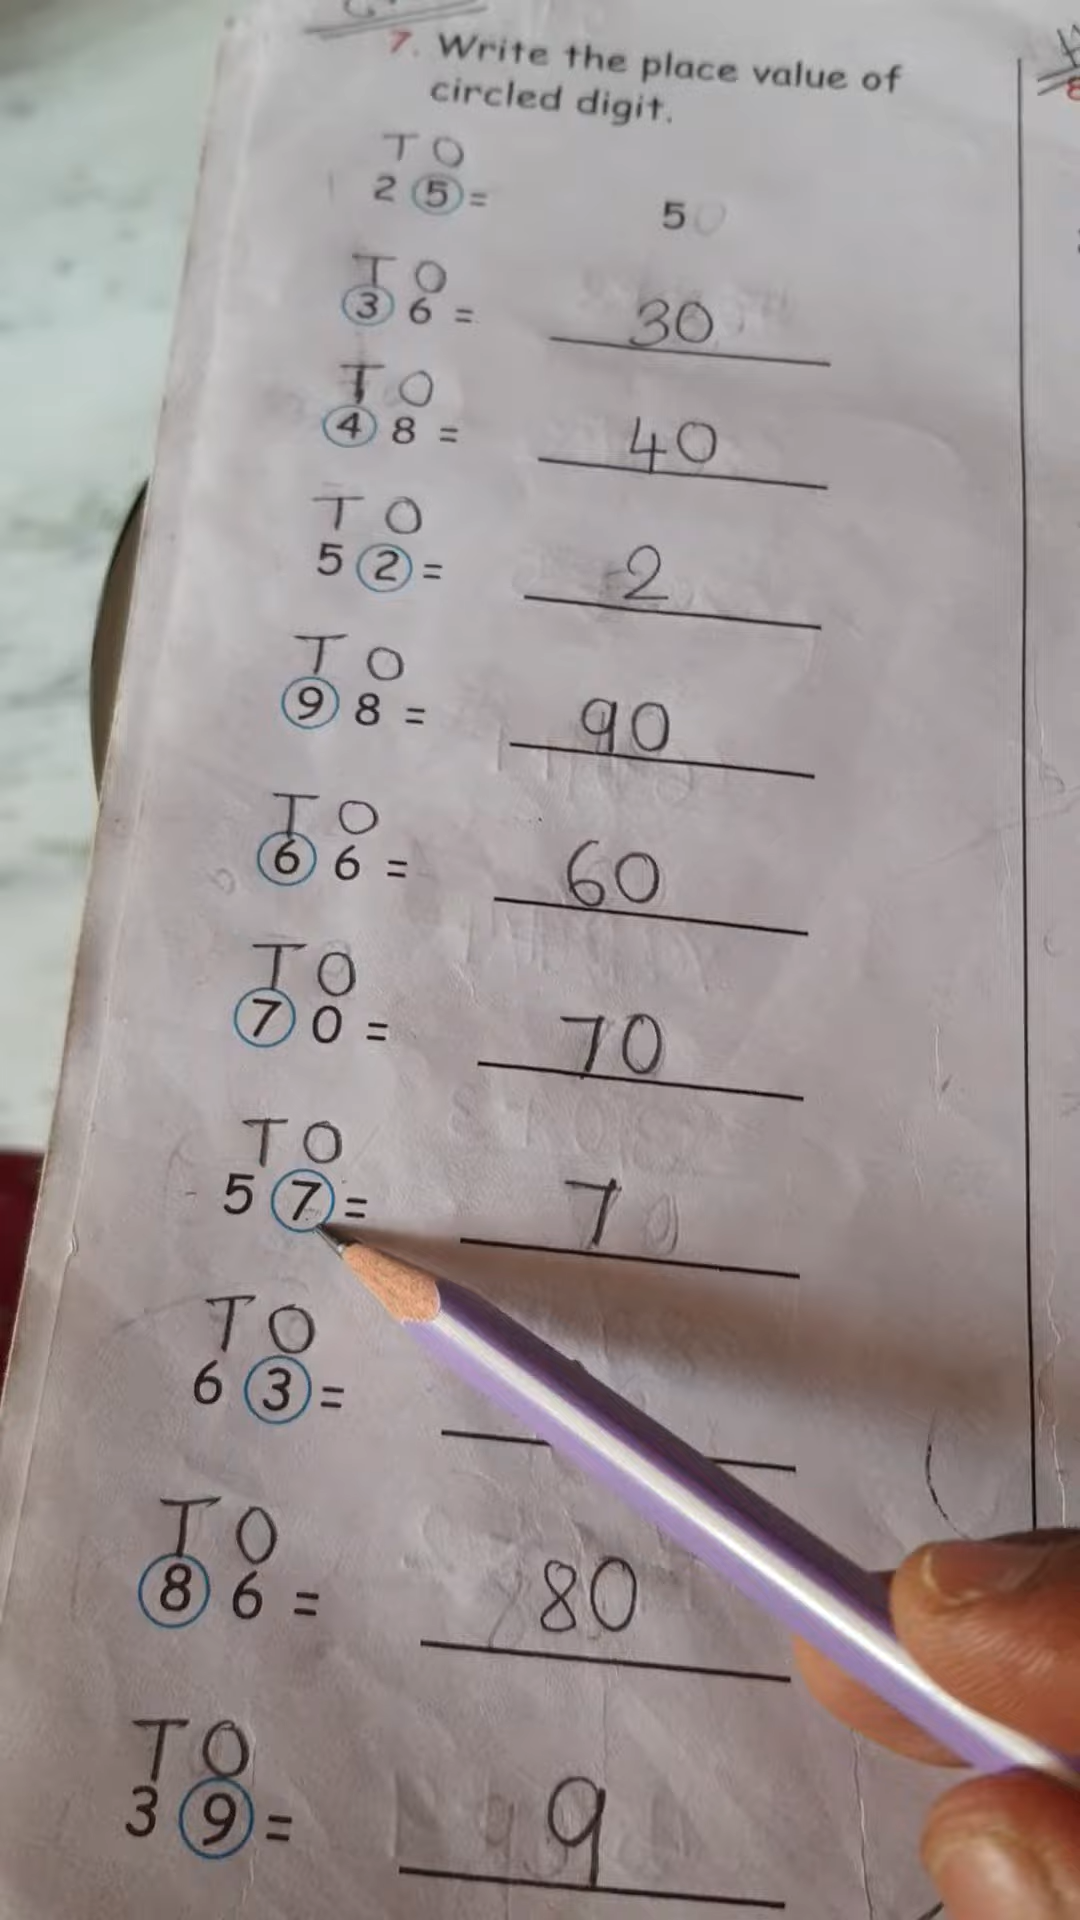 7. Write the place value of
circled digit.
T O
2 5 = 5
T O
3 6 = 30
T O
4 8 = 40
T O
5 2 = 2
T O
9 8 = 90
T O
6 6 = 60
T O
7 0 = 70
T O
5 7 = 7
T O
6 3 =
T O
8 6 = 80
T O
3 9 = 9